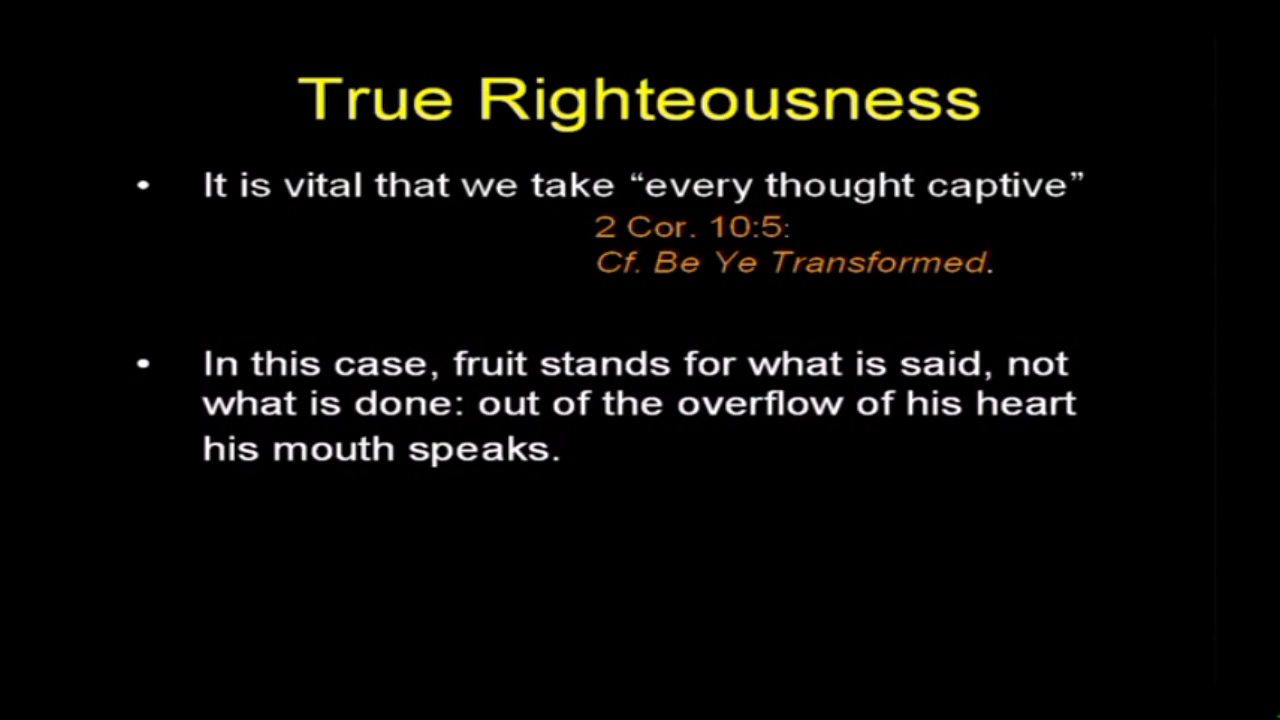 True Righteousness
• It is vital that we take “every thought captive”
2 Cor. 10:5:
Cf. Be Ye Transformed.
• In this case, fruit stands for what is said, not
what is done: out of the overflow of his heart
his mouth speaks.